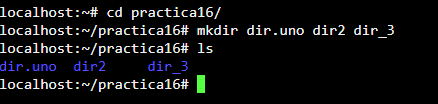 localhost:~# cd practica16/
localhost:~/practica16# mkdir dir.uno dir2 dir_3
localhost:~/practica16# ls
dir.uno  dir2     dir_3
localhost:~/practica16#